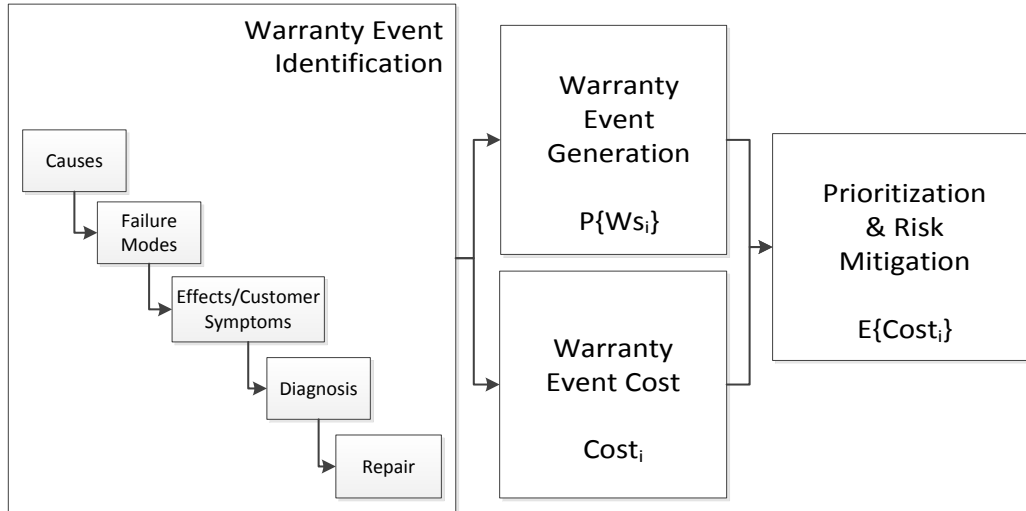 Warranty Event
Identification
Causes
Failure
Modes
Effects/Customer
Symptoms
Diagnosis
Repair
Warranty
Event
Generation
P{Wsᵢ}
Warranty
Event Cost
Costᵢ
Prioritization
& Risk
Mitigation
E{Costᵢ}